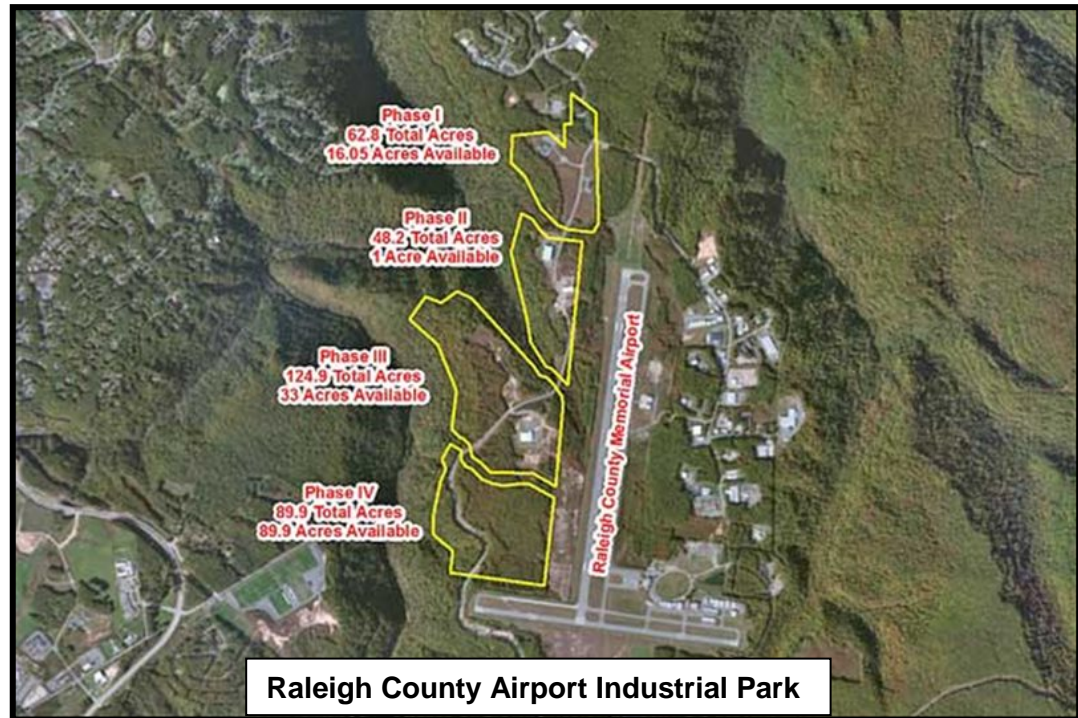 Phase I
62.8 Total Acres
16.05 Acres Available
Phase II
48.2 Total Acres
1 Acre Available
Phase III
124.9 Total Acres
33 Acres Available
Phase IV
89.9 Total Acres
89.9 Acres Available
Raleigh County Memorial Airport
Raleigh County Airport Industrial Park